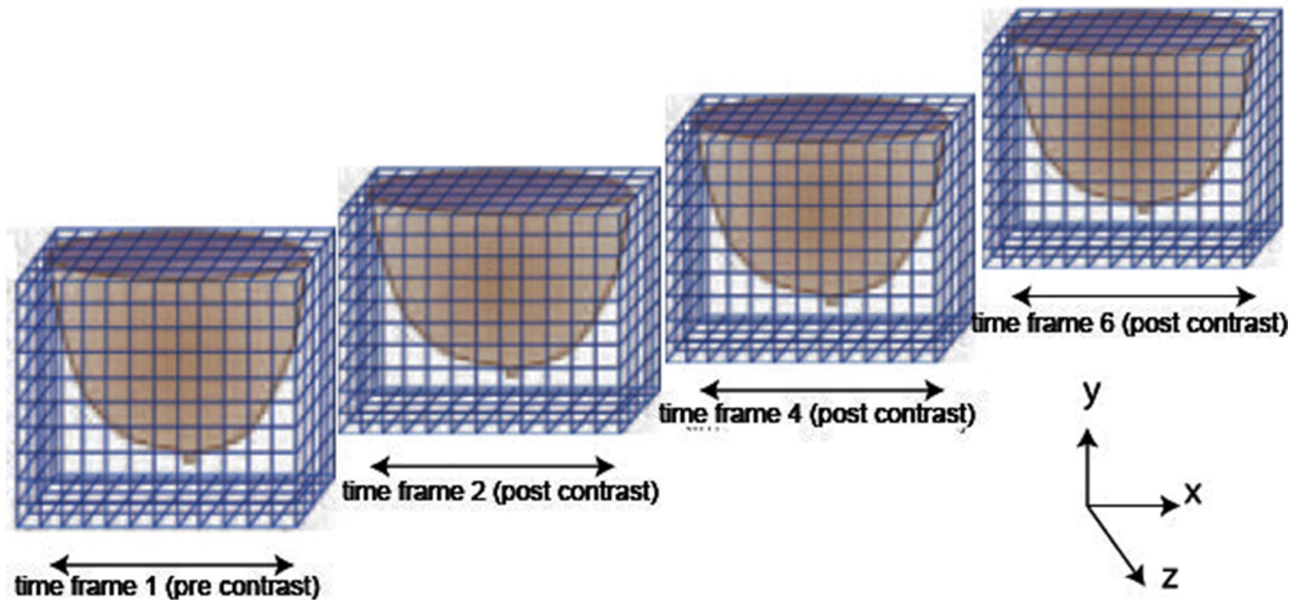 time frame 6 (post contrast)
time frame 4 (post contrast)
time frame 2 (post contrast)
time frame 1 (pre contrast)
y
x
z